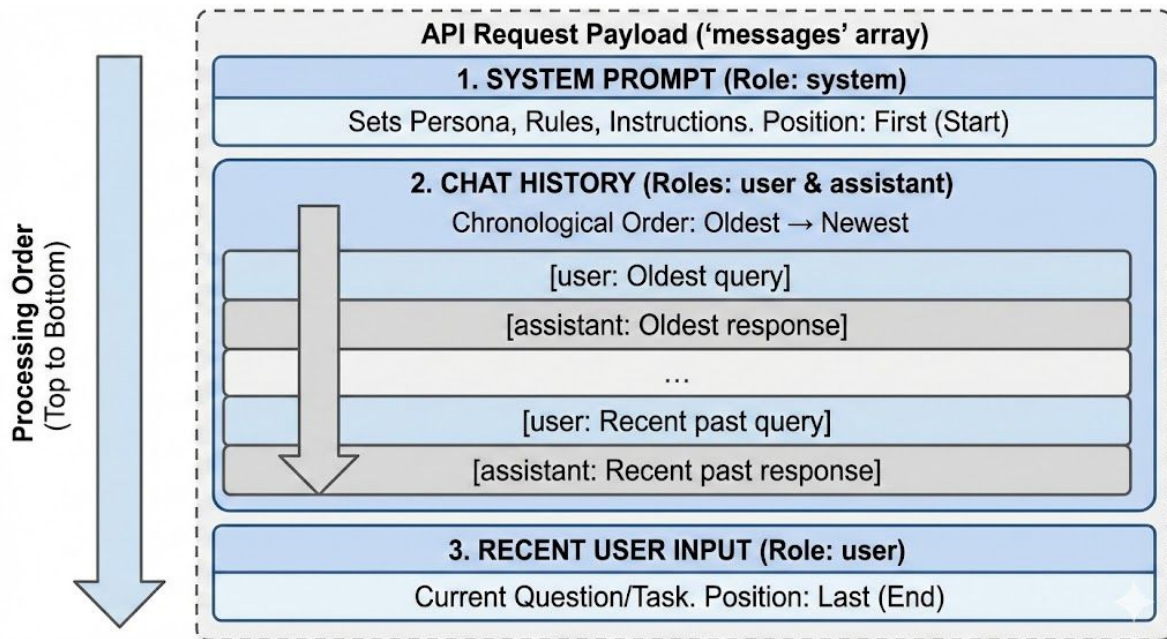 API Request Payload (‘messages’ array)
1. SYSTEM PROMPT (Role: system)
Sets Persona, Rules, Instructions. Position: First (Start)
2. CHAT HISTORY (Roles: user & assistant)
Chronological Order: Oldest → Newest
[user: Oldest query]
[assistant: Oldest response]
...
[user: Recent past query]
[assistant: Recent past response]
3. RECENT USER INPUT (Role: user)
Current Question/Task. Position: Last (End)
Processing Order
(Top to Bottom)